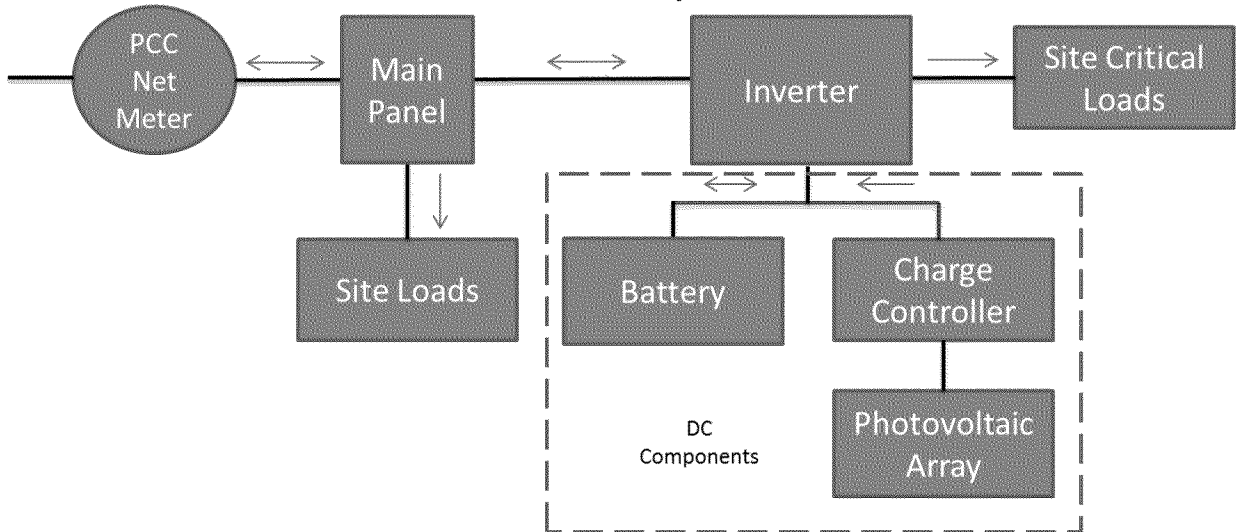 PCC
Net
Meter
Main
Panel
Inverter
Site Critical
Loads
Site Loads
Battery
Charge
Controller
DC
Components
Photovoltaic
Array